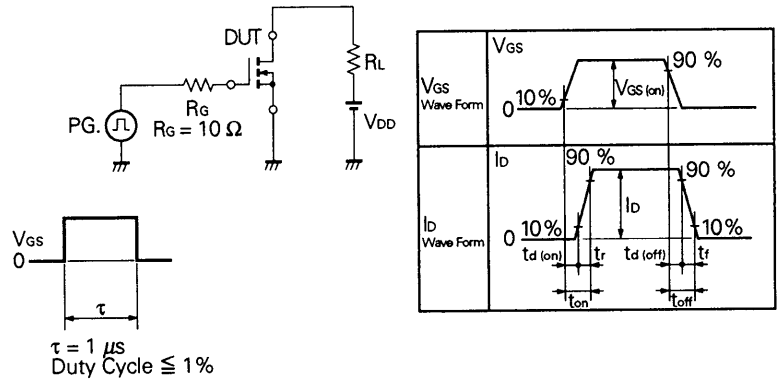 DUT
RL
RG
RG = 10 Ω
PG.
VDD
VGS
0
τ
τ = 1 μs
Duty Cycle ≦ 1%
VGS
Wave Form
VGS
90 %
VGS (on)
10%
0
ID
Wave Form
ID
90 %
90 %
ID
0
10%
10%
td (on)
tr
td (off)
tf
ton
toff